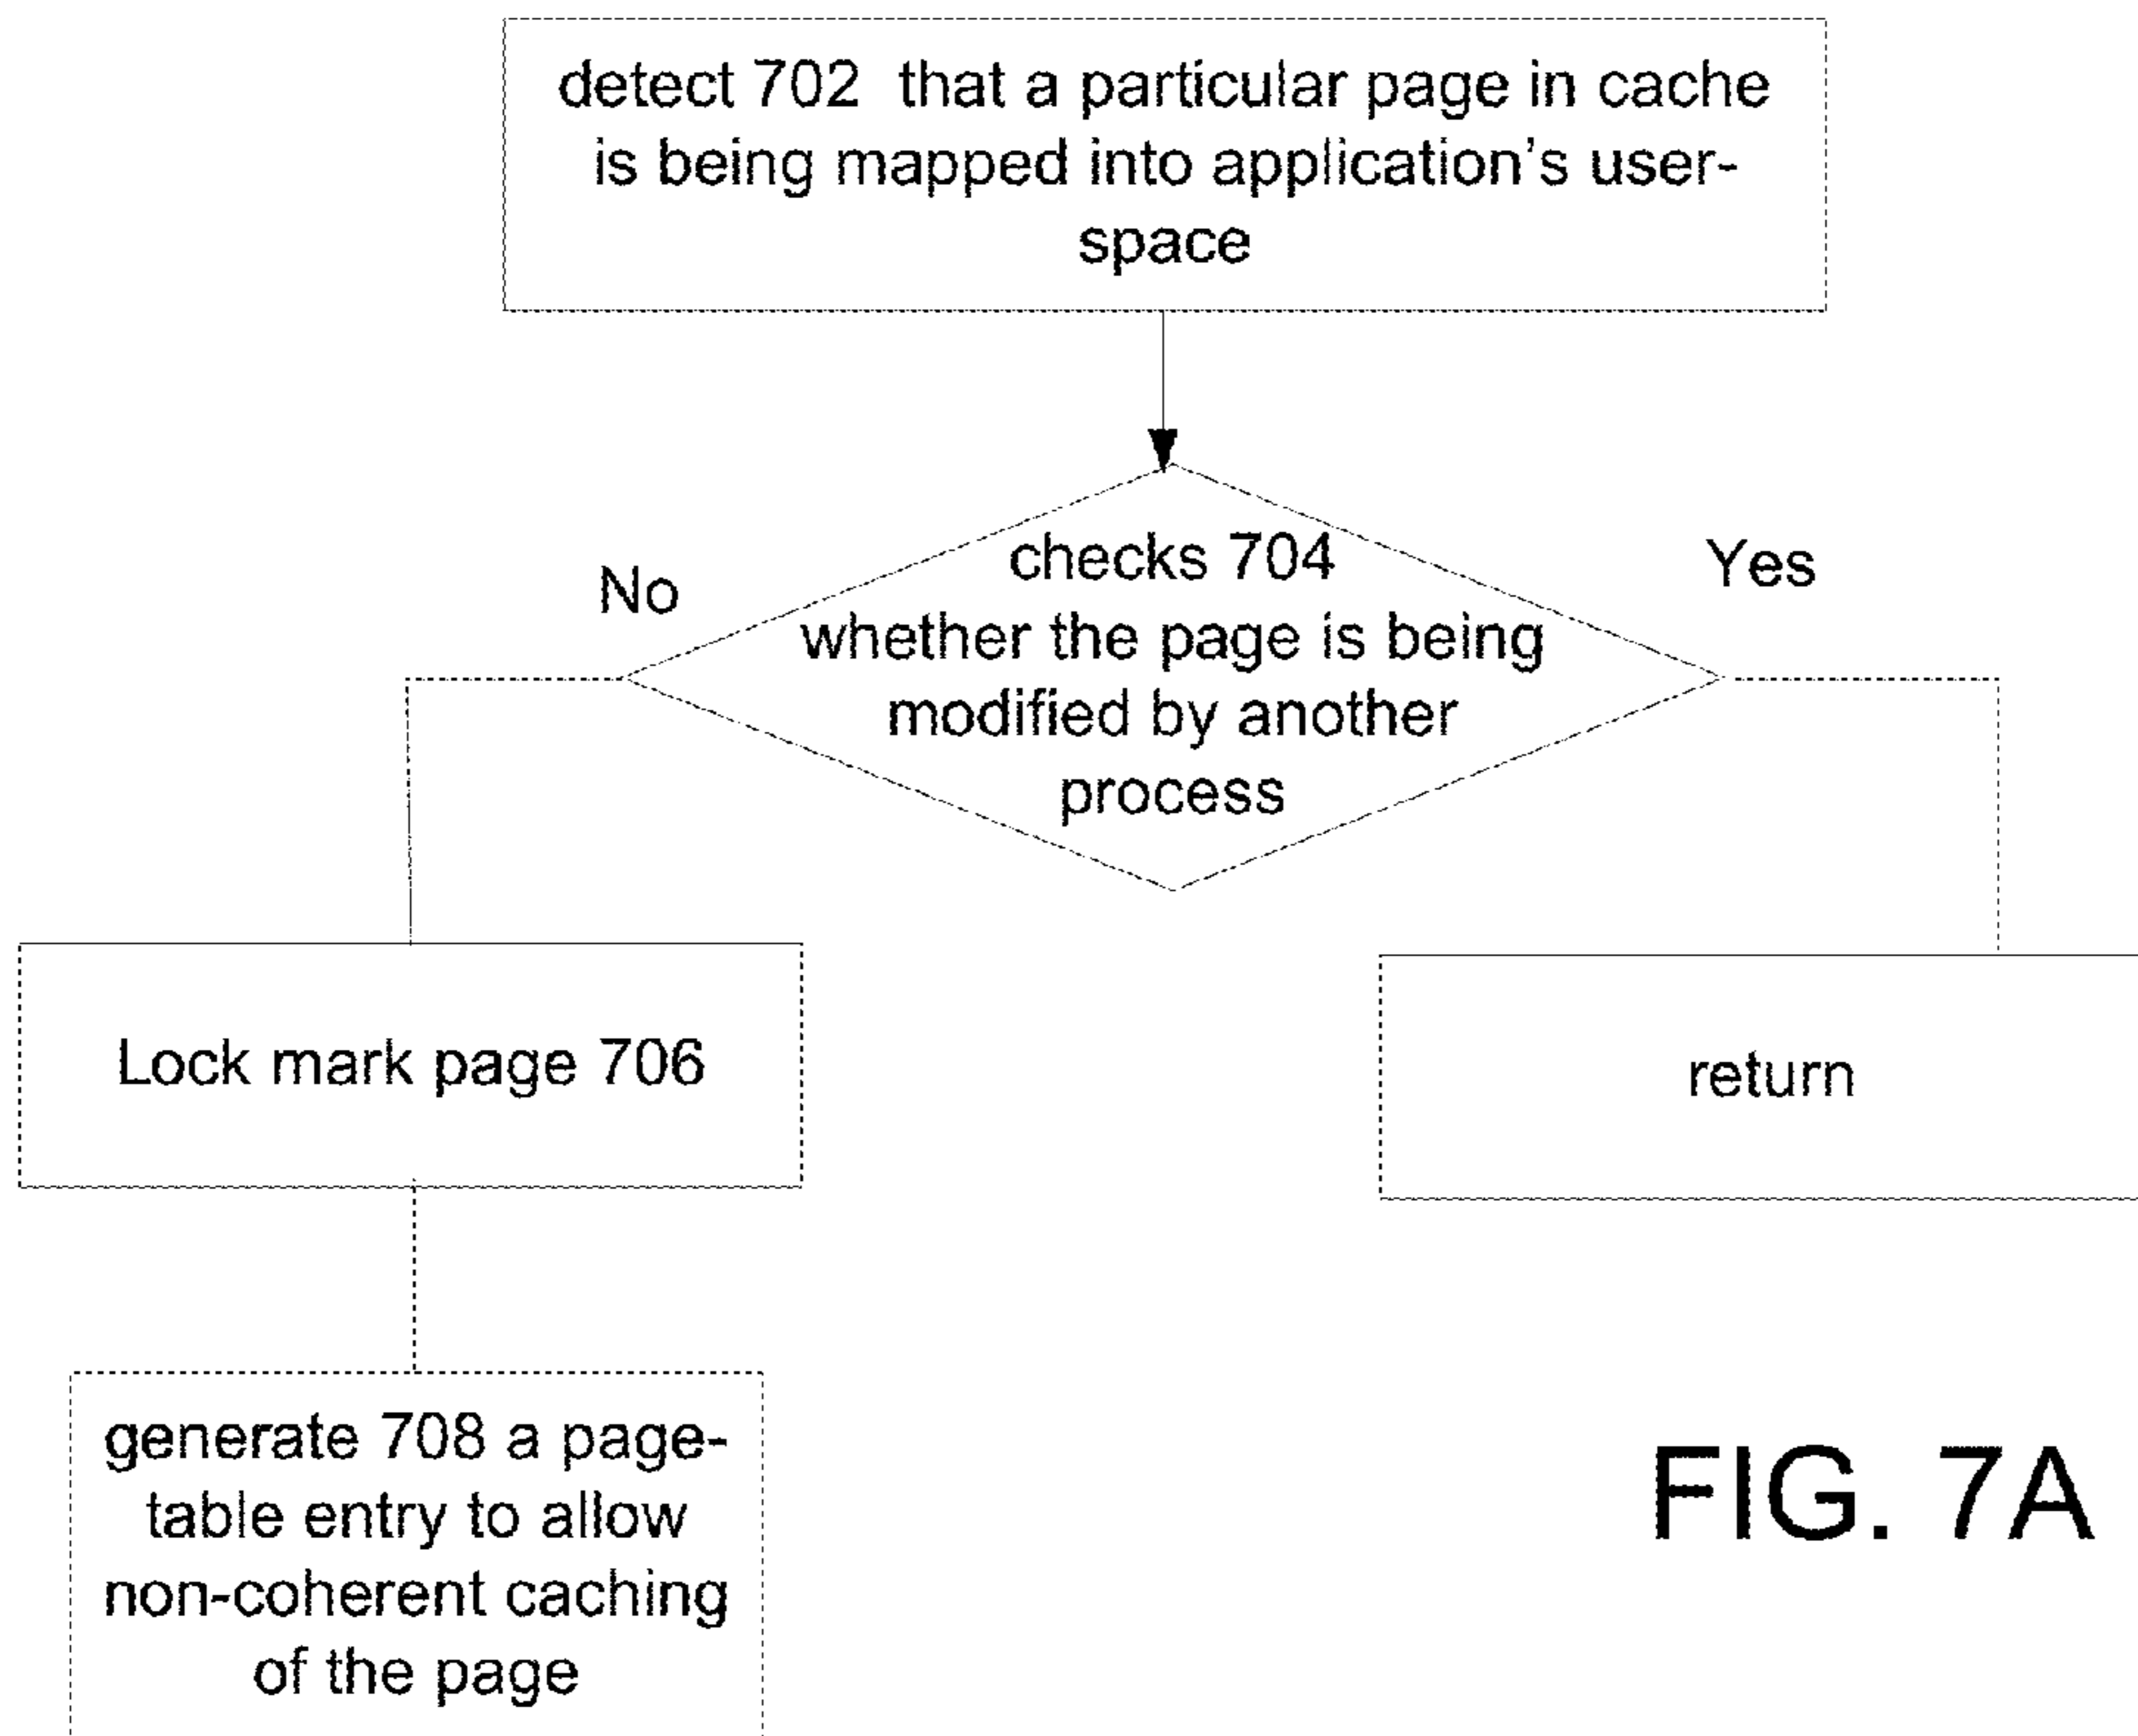 detect 702 that a particular page in cache
is being mapped into application's user-
space
No
Yes
checks 704
whether the page is being
modified by another
process
Lock mark page 706
return
generate 708 a page-
table entry to allow
non-coherent caching
of the page
FIG. 7A